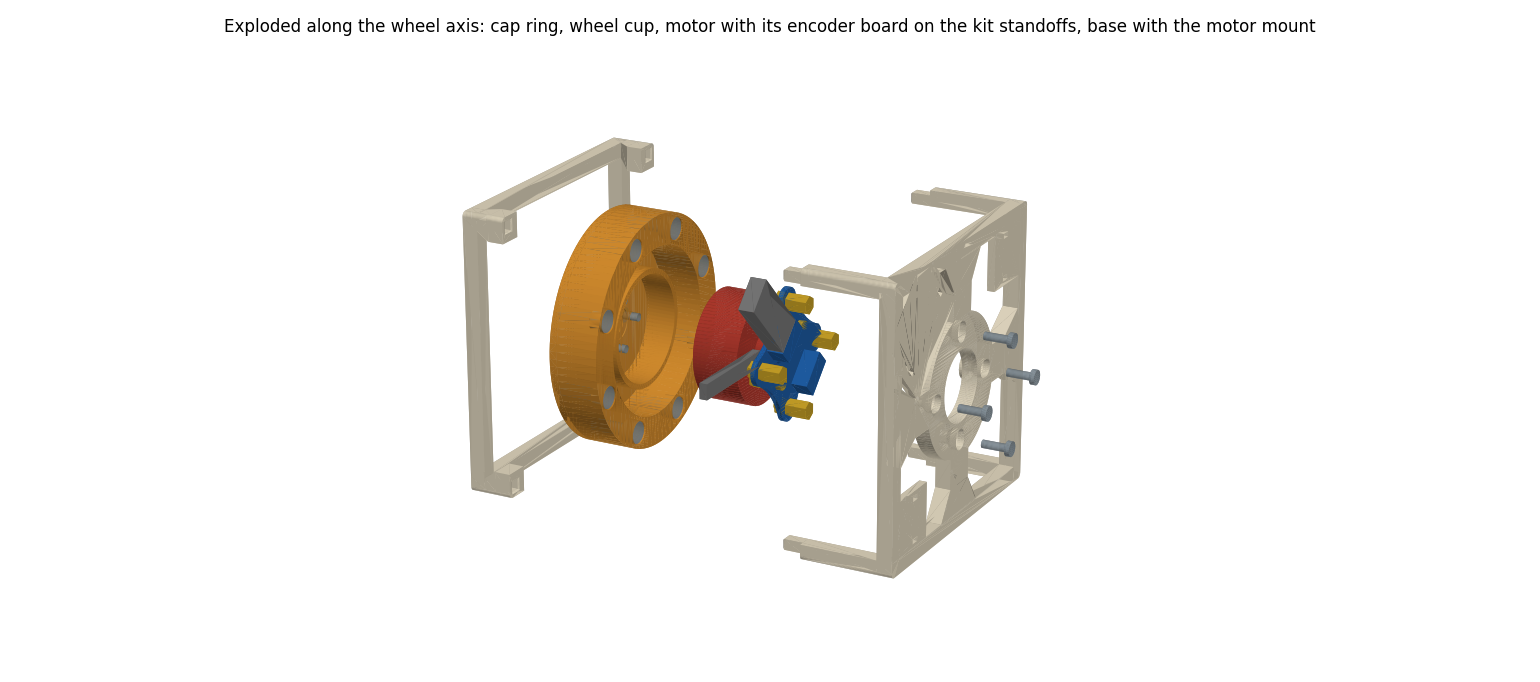 Exploded along the wheel axis: cap ring, wheel cup, motor with its encoder board on the kit standoffs, base with the motor mount